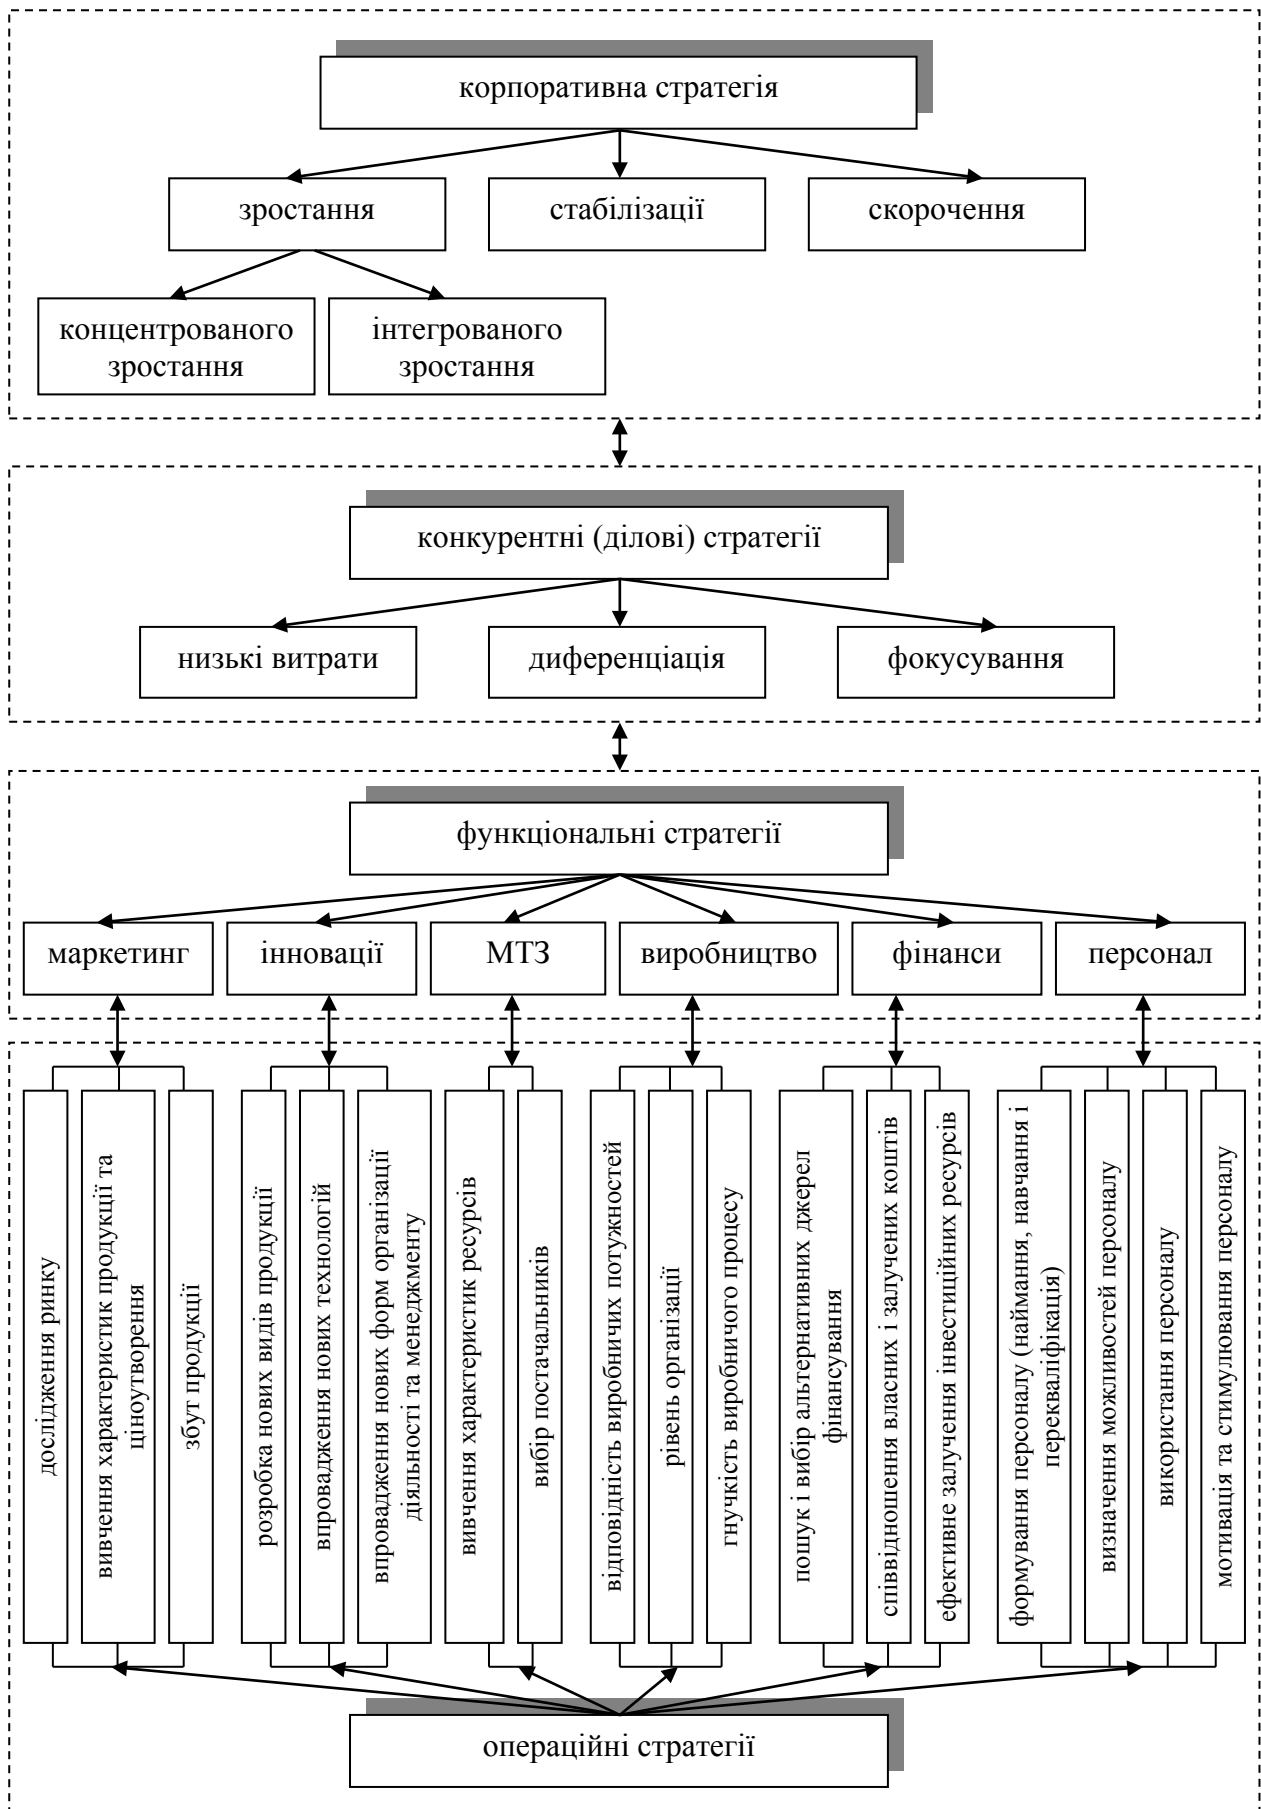 корпоративна стратегія
зростання
стабілізації
скорочення
концентрованого
зростання
інтегрованого
зростання
конкурентні (ділові) стратегії
низькі витрати
диференціація
фокусування
функціональні стратегії
маркетинг
інновації
МТЗ
виробництво
фінанси
персонал
дослідження ринку
вивчення характеристик продукції та
ціноутворення
збут продукції
розробка нових видів продукції
впровадження нових технологій
впровадження нових форм організації
діяльності та менеджменту
вивчення характеристик ресурсів
вибір постачальників
відповідність виробничих потужностей
рівень організації
гнучкість виробничого процесу
пошук і вибір альтернативних джерел
фінансування
співвідношення власних і залучених коштів
ефективне залучення інвестиційних ресурсів
формування персоналу (наймання, навчання і
перекваліфікація)
визначення можливостей персоналу
використання персоналу
мотивація та стимулювання персоналу
операційні стратегії